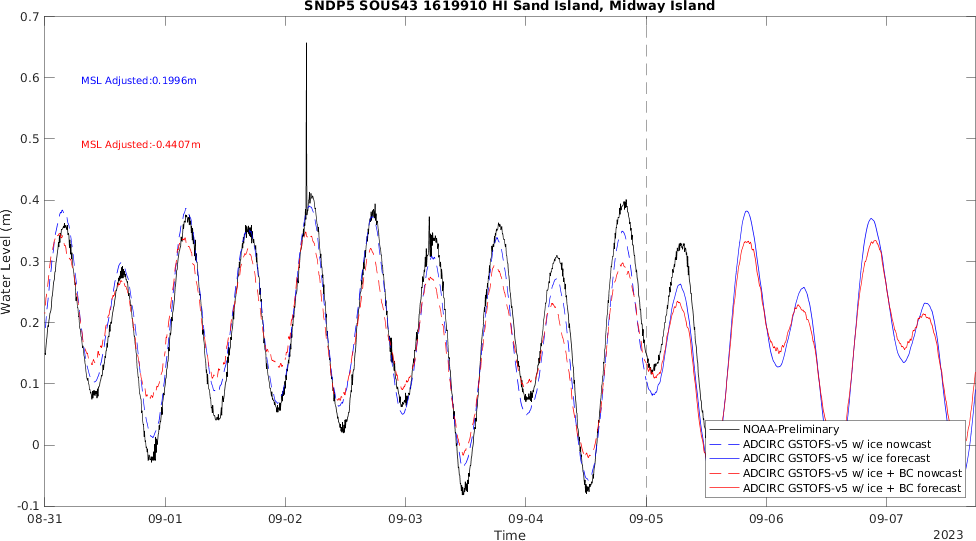 SNDP5 SOUS43 1619910 HI Sand Island, Midway Island
0.7
0.6
0.5
0.4
0.3
0.2
0.1
0
-0.1
Water Level (m)
MSL Adjusted:0.1996m
MSL Adjusted:-0.4407m
NOAA-Preliminary
ADCIRC GSTOFS-v5 w/ ice nowcast
ADCIRC GSTOFS-v5 w/ ice forecast
ADCIRC GSTOFS-v5 w/ ice + BC nowcast
ADCIRC GSTOFS-v5 w/ ice + BC forecast
08-31 09-01 09-02 09-03 09-04 09-05 09-06 09-07
Time
2023